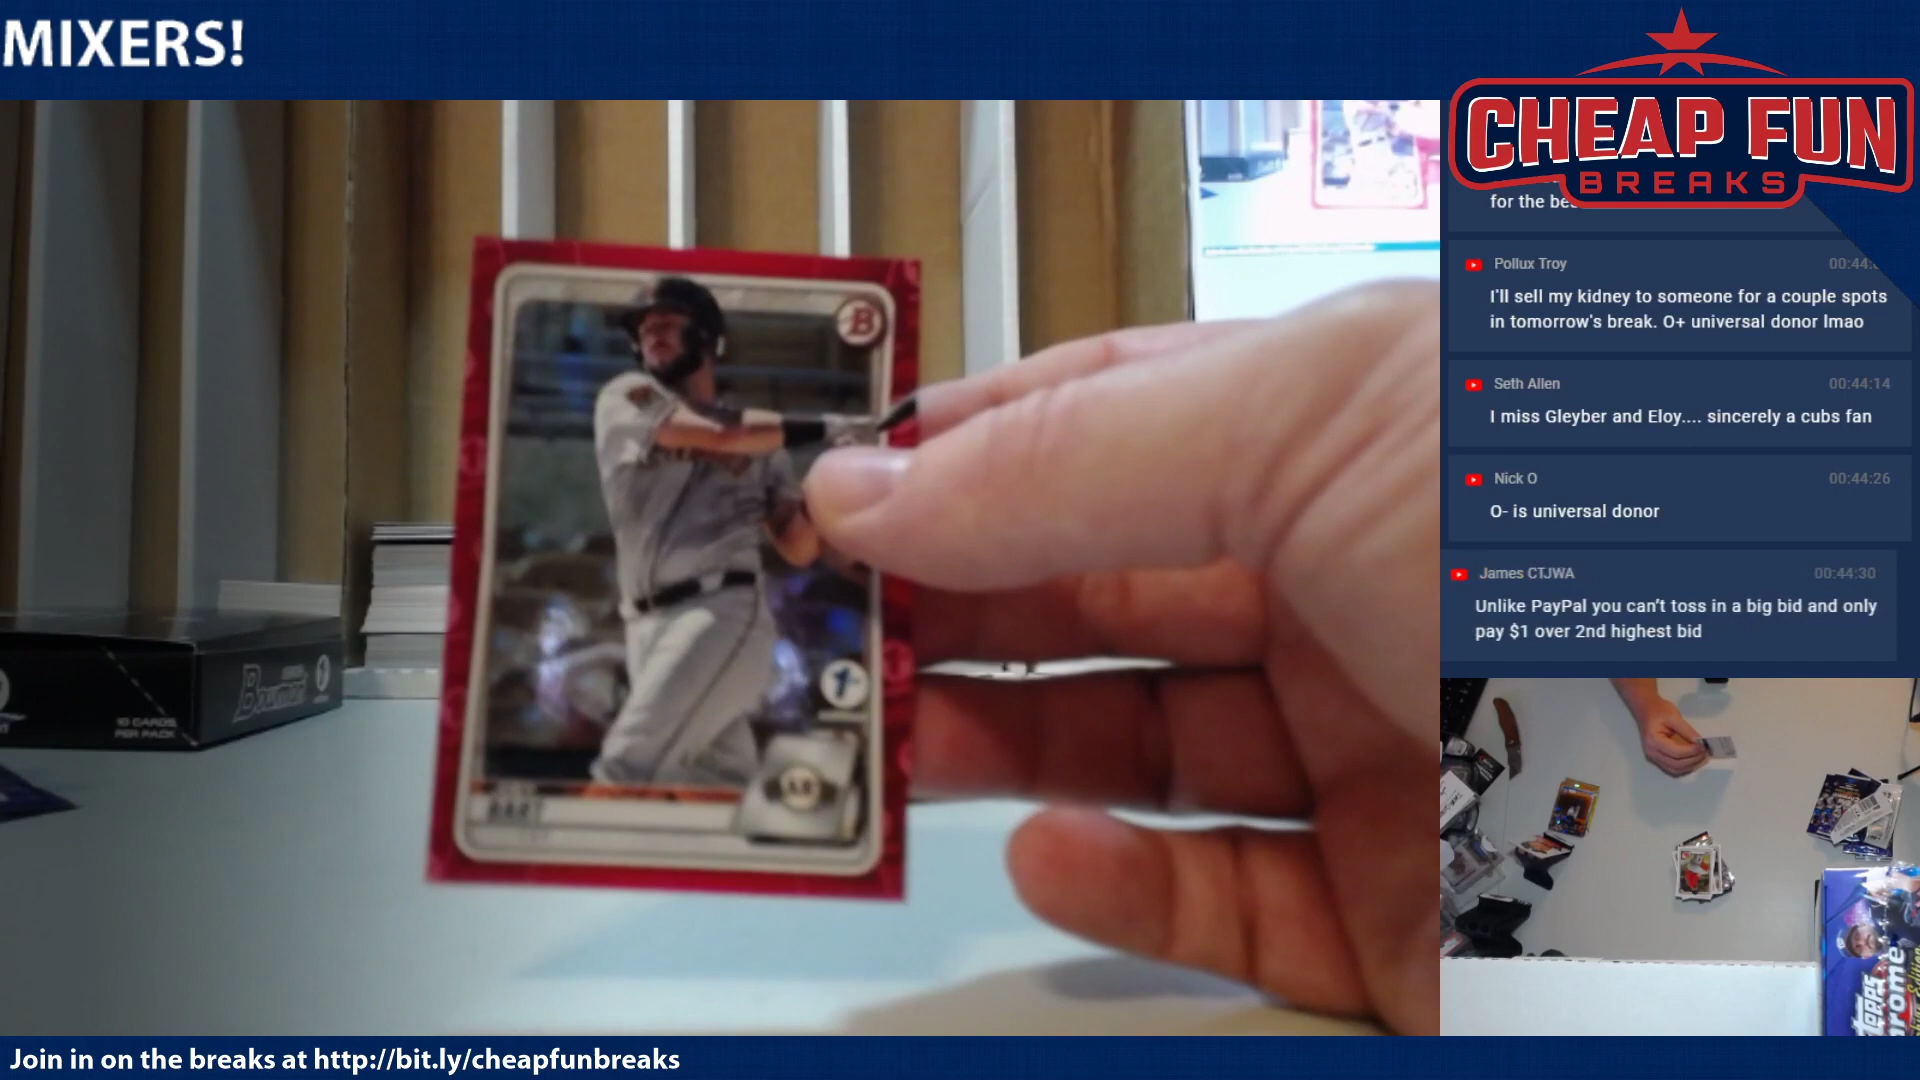 MIXERS!
CHEAP FUN
BREAKS
for the
Pollux Troy
I'll sell my kidney to someone for a couple spots
in tomorrow's break. O+ universal donor lmao
Seth Allen 00:44:14
I miss Gleyber and Eloy.... sincerely a cubs fan
Nick O 00:44:26
O- is universal donor
James CTJWA 00:44:30
Unlike PayPal you can't toss in a big bid and only
pay $1 over 2nd highest bid
B
1st
BART
Bowman
10 CARDS
PER PACK
Topps
Join in on the breaks at http://bit.ly/cheapfunbreaks